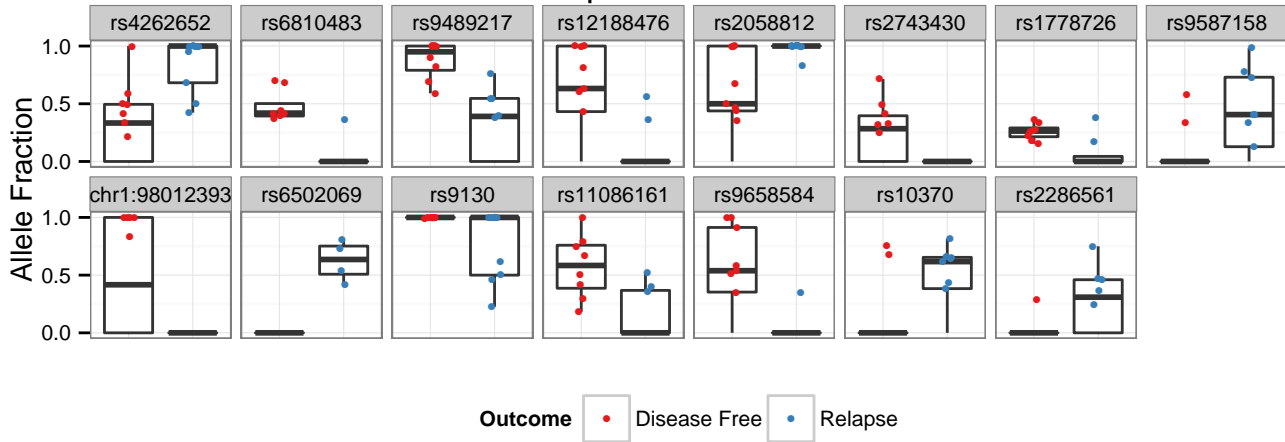 rs4262652 rs6810483 rs9489217 rs12188476 rs2058812 rs2743430 rs1778726 rs9587158
1.0
0.5
0.0
chr1:98012393 rs6502069 rs9130 rs11086161 rs9658584 rs10370 rs2286561
1.0
0.5
0.0
Allele Fraction
Outcome Disease Free Relapse